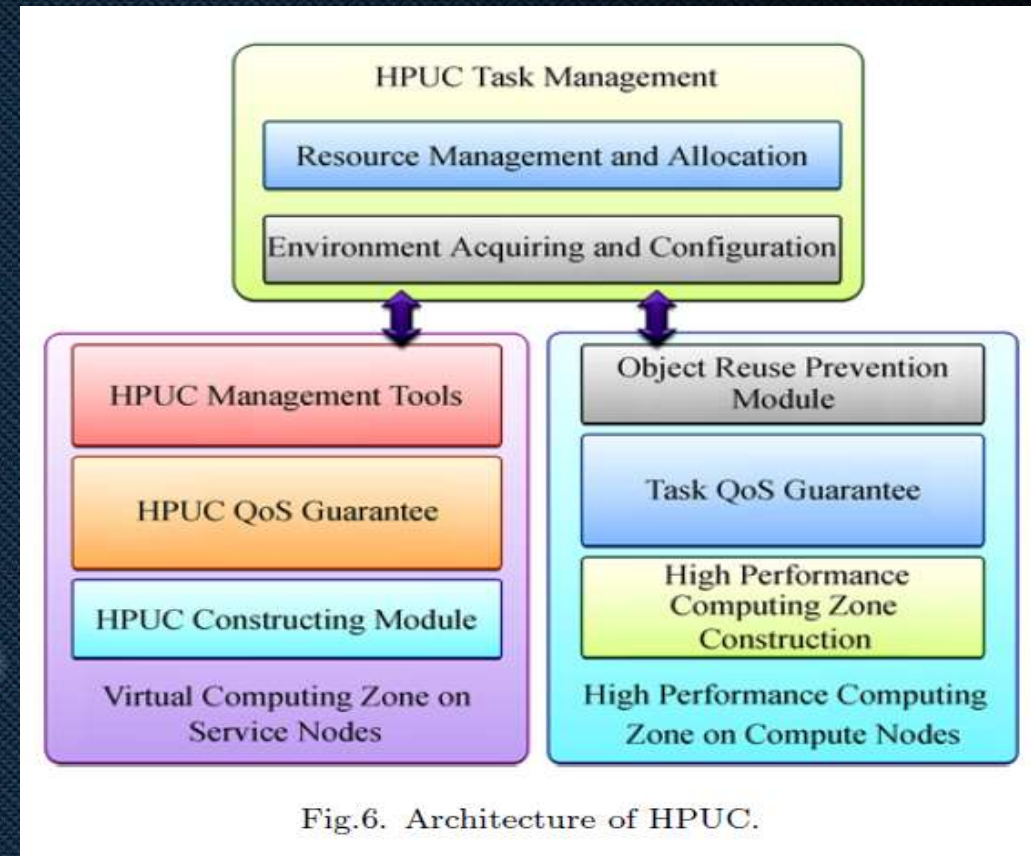 HPUC Task Management
Resource Management and Allocation
Environment Acquiring and Configuration
HPUC Management Tools
HPUC QoS Guarantee
HPUC Constructing Module
Virtual Computing Zone on
Service Nodes
Object Reuse Prevention
Module
Task QoS Guarantee
High Performance
Computing Zone
Construction
High Performance Computing
Zone on Compute Nodes
Fig.6. Architecture of HPUC.